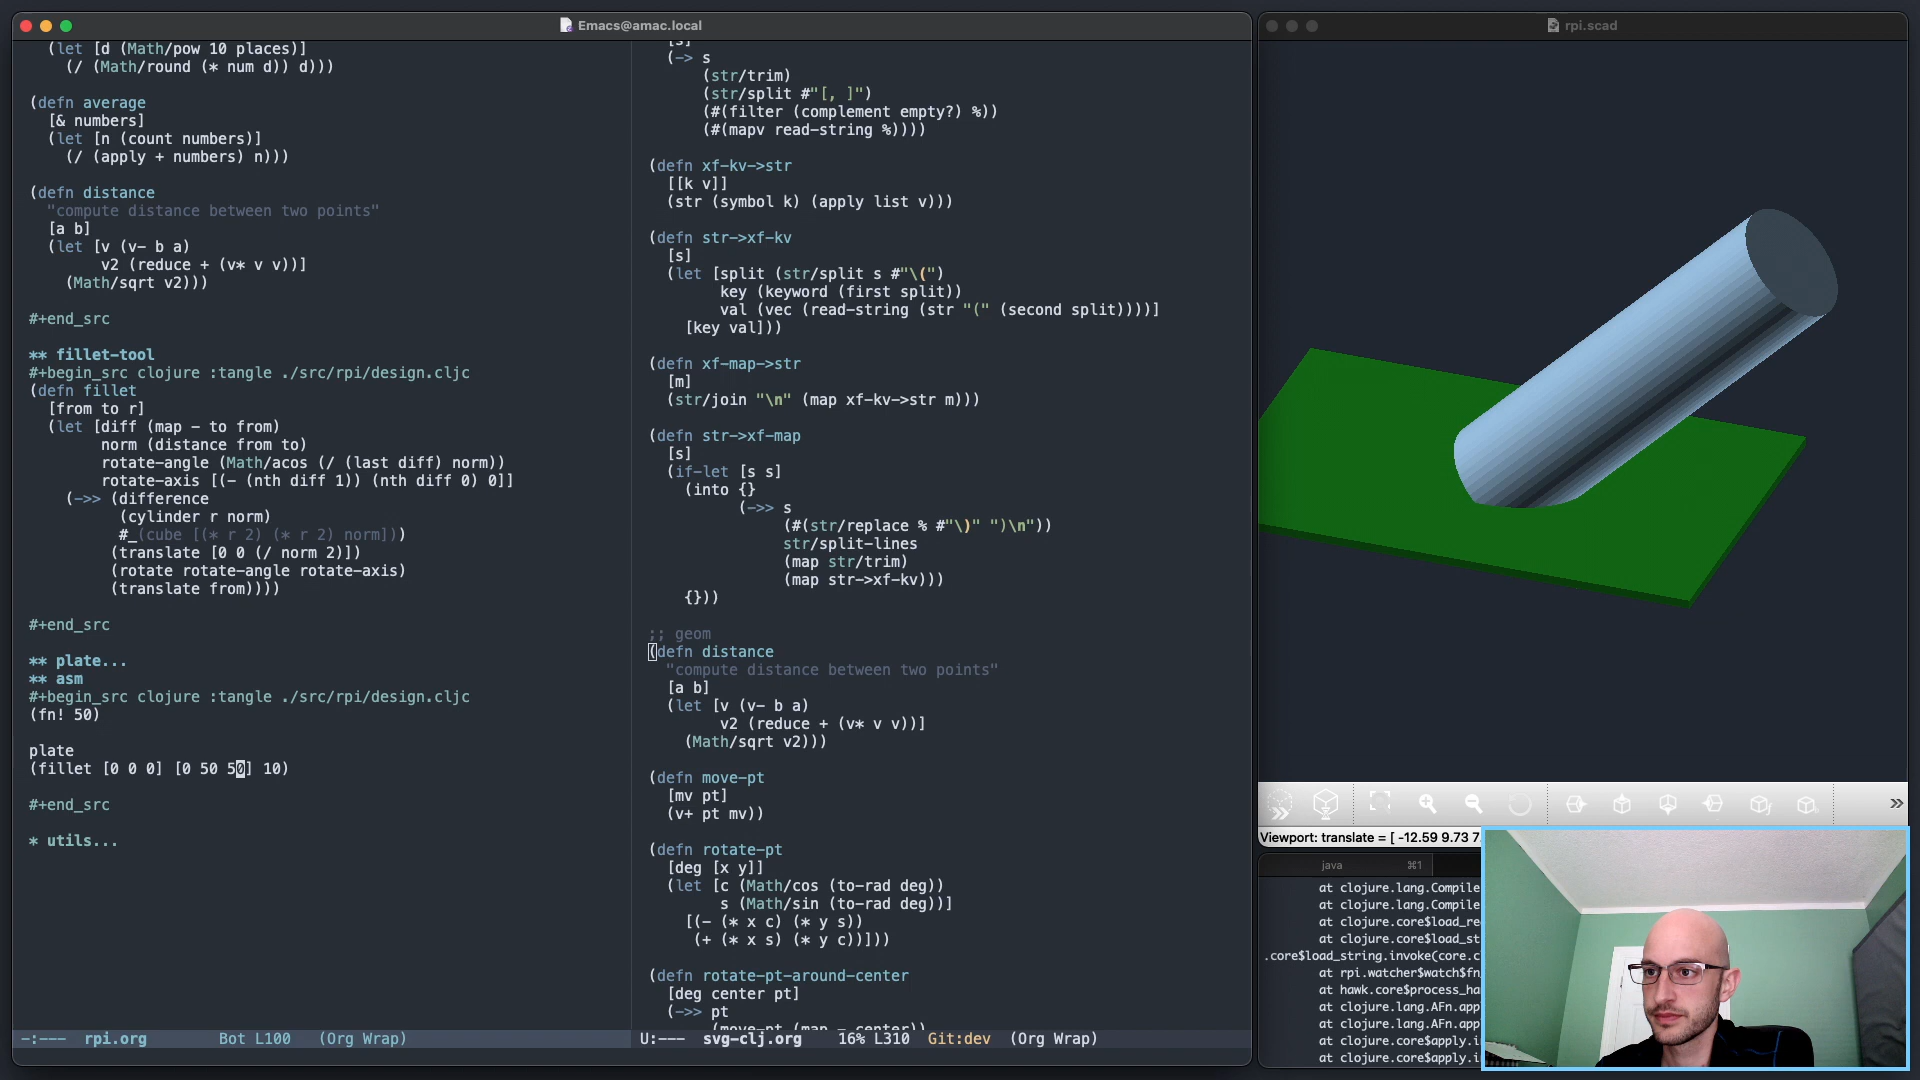 Emacs@amac.local
(let [d (Math/pow 10 places)]
(/ (Math/round (* num d)) d)))
(defn average
[& numbers]
(let [n (count numbers)]
(/ (apply + numbers) n)))
(defn distance
"compute distance between two points"
[a b]
(let [v (v- b a)
v2 (reduce + (v* v v))]
(Math/sqrt v2)))
#+end_src
** fillet-tool
#+begin_src clojure :tangle ./src/rpi/design.cljc
(defn fillet
[from to r]
(let [diff (map - to from)
norm (distance from to)
rotate-angle (Math/acos (/ (last diff) norm))
rotate-axis [(- (nth diff 1)) (nth diff 0) 0]]
(->> (difference
(cylinder r norm)
#_(cube [(* r 2) (* r 2) norm]))
(translate [0 0 (/ norm 2)])
(rotate rotate-angle rotate-axis)
(translate from))))
#+end_src
** plate...
** asm
#+begin_src clojure :tangle ./src/rpi/design.cljc
(fn! 50)
plate
(fillet [0 0 0] [0 50 50] 10)
#+end_src
* utils...
-:--- rpi.org Bot L100 (Org Wrap)
[s]
(-> s
(str/trim)
(str/split #"[, ]")
(#(filter (complement empty?) %))
(#(mapv read-string %))))
(defn xf-kv->str
[[k v]]
(str (symbol k) (apply list v)))
(defn str->xf-kv
[s]
(let [split (str/split s #"\(")
key (keyword (first split))
val (vec (read-string (str "(" (second split))))]
[key val]))
(defn xf-map->str
[m]
(str/join "\n" (map xf-kv->str m)))
(defn str->xf-map
[s]
(if-let [s s]
(into {}
(->> s
(#(str/replace % #"\)" ")\n"))
str/split-lines
(map str/trim)
(map str->xf-kv)))
{}))
;; geom
(defn distance
"compute distance between two points"
[a b]
(let [v (v- b a)
v2 (reduce + (v* v v))]
(Math/sqrt v2)))
(defn move-pt
[mv pt]
(v+ pt mv))
(defn rotate-pt
[deg [x y]]
(let [c (Math/cos (to-rad deg))
s (Math/sin (to-rad deg))]
[(- (* x c) (* y s))
(+ (* x s) (* y c))]))
(defn rotate-pt-around-center
[deg center pt]
(->> pt
(move-pt (map - center))
U:--- svg-clj.org 16% L310 Git:dev (Org Wrap)
rpi.scad
Viewport: translate = [ -12.59 9.73 7
java ⌘1
at clojure.lang.Compile
at clojure.lang.Compile
at clojure.core$load_re
at clojure.core$load_st
.core$load_string.invoke(core.c
at rpi.watcher$watch$fn
at hawk.core$process_ha
at clojure.lang.AFn.app
at clojure.lang.AFn.app
at clojure.core$apply.i
at clojure.core$apply.i